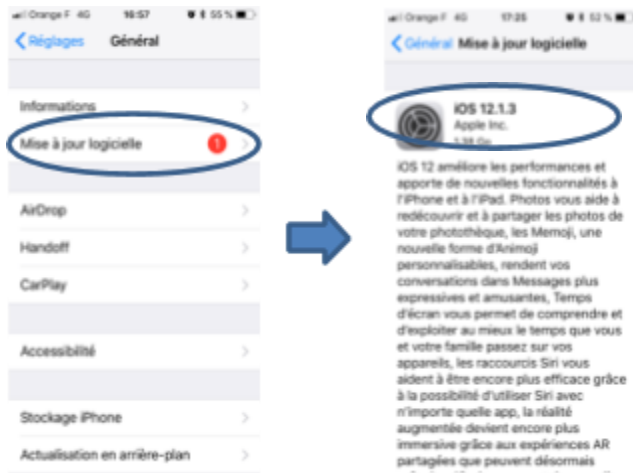 Orange F 4G 16:57 55 %
Réglages Général
Informations
Mise à jour logicielle 1
AirDrop
Handoff
CarPlay
Accessibilité
Stockage iPhone
Actualisation en arrière-plan
Orange F 4G 17:25 52 %
Général Mise à jour logicielle
iOS 12.1.3
Apple Inc.
1.38 Go
iOS 12 améliore les performances et
apporte de nouvelles fonctionnalités à
l'iPhone et à l'iPad. Photos vous aide à
redécouvrir et à partager les photos de
votre photothèque, les Memoji, une
nouvelle forme d'Animoji
personnalisables, rendent vos
conversations dans Messages plus
expressives et amusantes, Temps
d'écran vous permet de comprendre et
d'exploiter au mieux le temps que vous
et votre famille passez sur vos
appareils, les raccourcis Siri vous
aident à être encore plus efficace grâce
à la possibilité d'utiliser Siri avec
n'importe quelle app, la réalité
augmentée devient encore plus
immersive grâce aux expériences AR
partagées que peuvent désormais